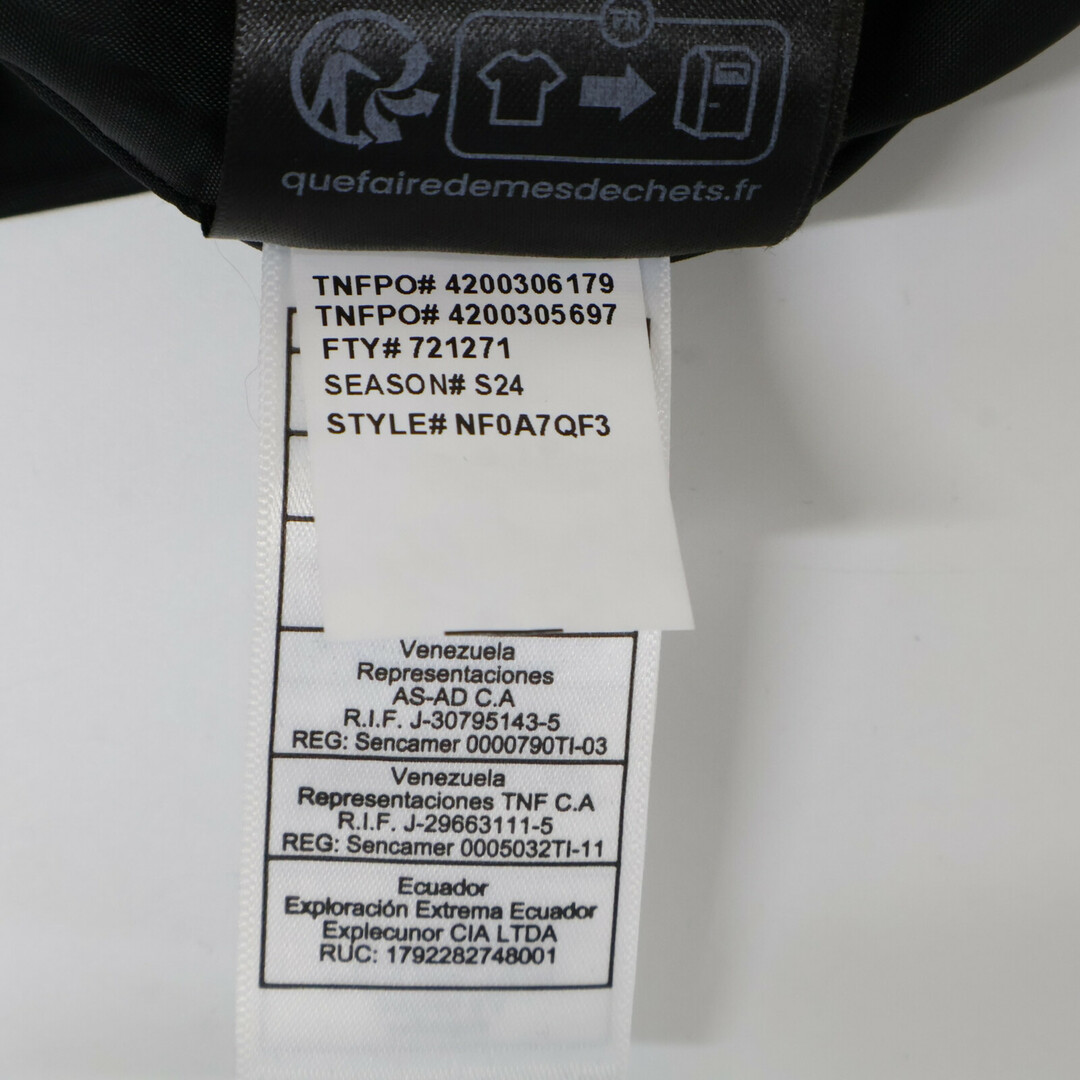 FR
quefairedemesdechets.fr
TNFPO# 4200306179
TNFPO# 4200305697
FTY# 721271
SEASON# S24
STYLE# NF0A7QF3
Venezuela
Representaciones
AS-AD C.A
R.I.F. J-30795143-5
REG: Sencamer 0000790TI-03
Venezuela
Representaciones TNF C.A
R.I.F. J-29663111-5
REG: Sencamer 0005032TI-11
Ecuador
Exploración Extrema Ecuador
Explecunor CIA LTDA
RUC: 1792282748001